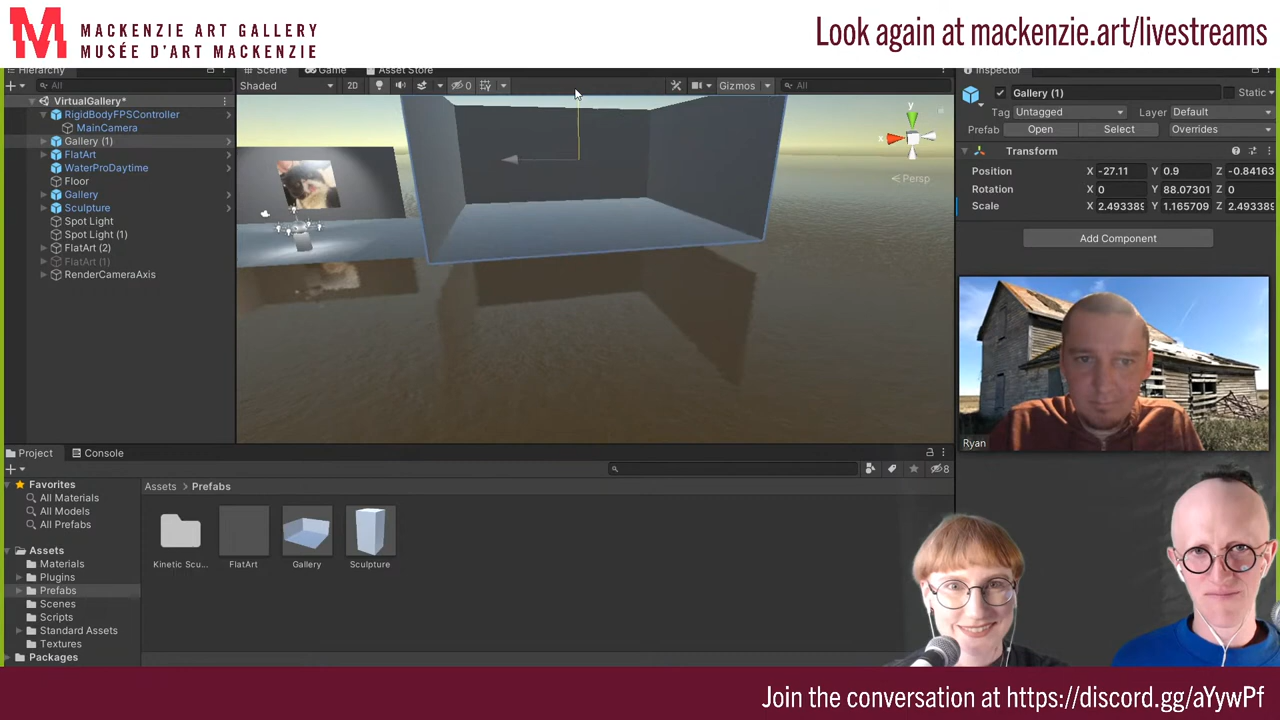 MACKENZIE ART GALLERY
MUSÉE D'ART MACKENZIE
Look again at mackenzie.art/livestreams
Hierarchy
Scene
Game
Asset Store
Inspector
All
Shaded
2D
0
Gizmos
All
VirtualGallery*
RigidBodyFPSController
MainCamera
Gallery (1)
FlatArt
WaterProDaytime
Floor
Gallery
Sculpture
Spot Light
Spot Light (1)
FlatArt (2)
FlatArt (1)
RenderCameraAxis
y
x
Persp
Gallery (1)
Static
Tag Untagged
Layer Default
Prefab Open Select Overrides
Transform
Position X -27.11 Y 0.9 Z -0.84163
Rotation X 0 Y 88.07301 Z 0
Scale X 2.493389 Y 1.165709 Z 2.493389
Add Component
Ryan
Project
Console
8
Favorites
All Materials
All Models
All Prefabs
Assets
Materials
Plugins
Prefabs
Scenes
Scripts
Standard Assets
Textures
Packages
Assets > Prefabs
Kinetic Scu...
FlatArt
Gallery
Sculpture
Join the conversation at https://discord.gg/aYywPf